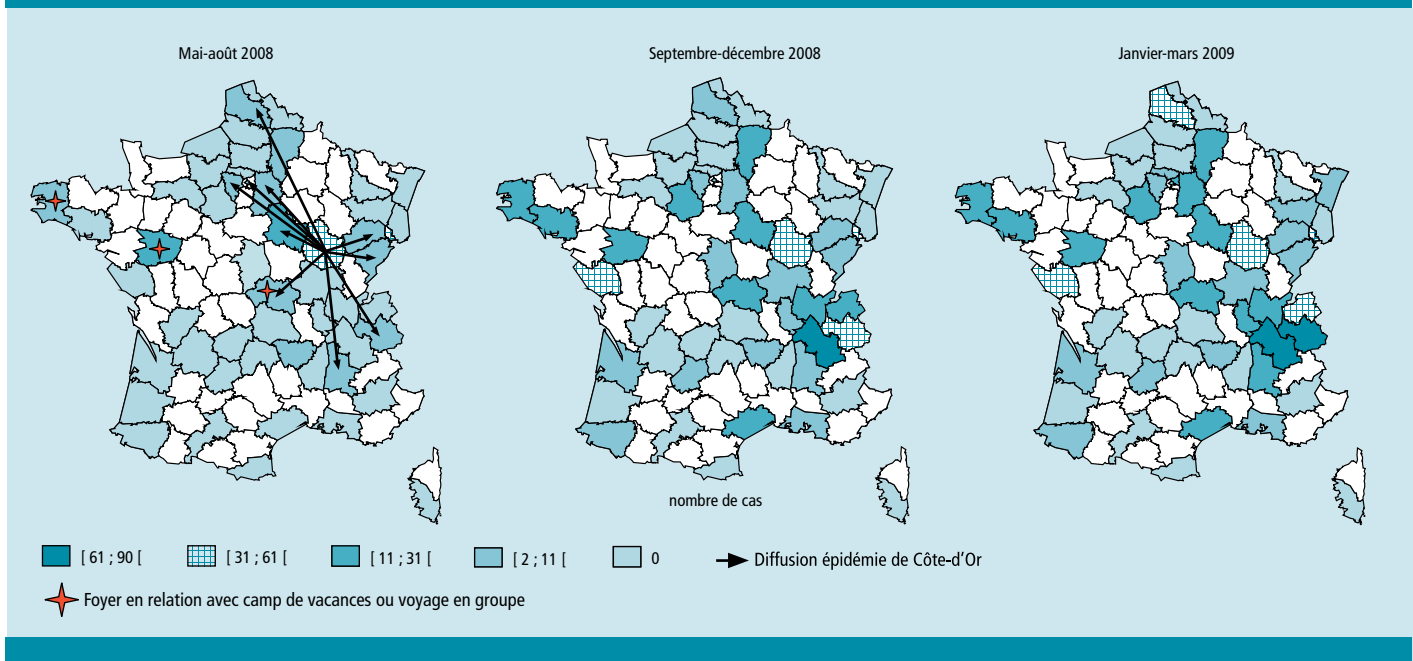 Mai-août 2008
Septembre-décembre 2008
Janvier-mars 2009
nombre de cas
[ 61 ; 90 [
[ 31 ; 61 [
[ 11 ; 31 [
[ 2 ; 11 [
0
Diffusion épidémie de Côte-d’Or
Foyer en relation avec camp de vacances ou voyage en groupe